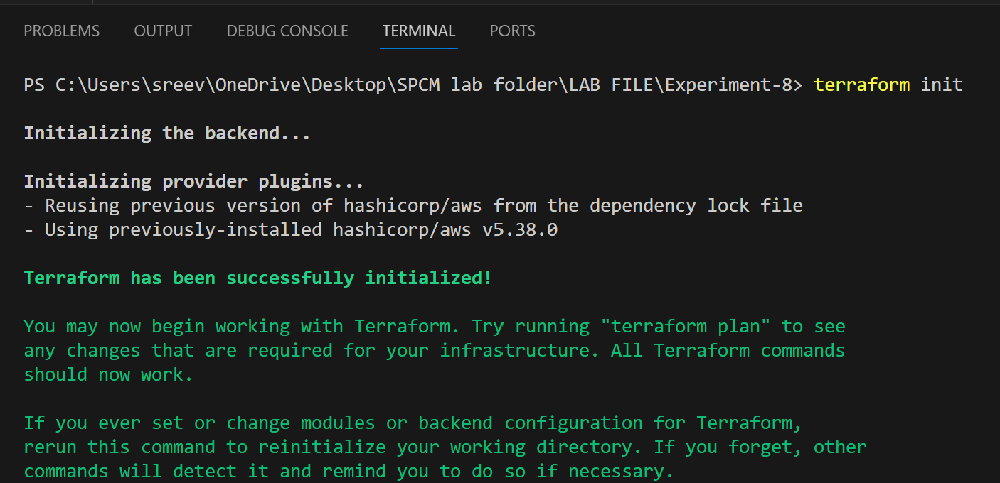 PROBLEMS OUTPUT DEBUG CONSOLE TERMINAL PORTS
PS C:\Users\sreev\OneDrive\Desktop\SPCM lab folder\LAB FILE\Experiment-8> terraform init
Initializing the backend...
Initializing provider plugins...
- Reusing previous version of hashicorp/aws from the dependency lock file
- Using previously-installed hashicorp/aws v5.38.0
Terraform has been successfully initialized!
You may now begin working with Terraform. Try running "terraform plan" to see
any changes that are required for your infrastructure. All Terraform commands
should now work.
If you ever set or change modules or backend configuration for Terraform,
rerun this command to reinitialize your working directory. If you forget, other
commands will detect it and remind you to do so if necessary.